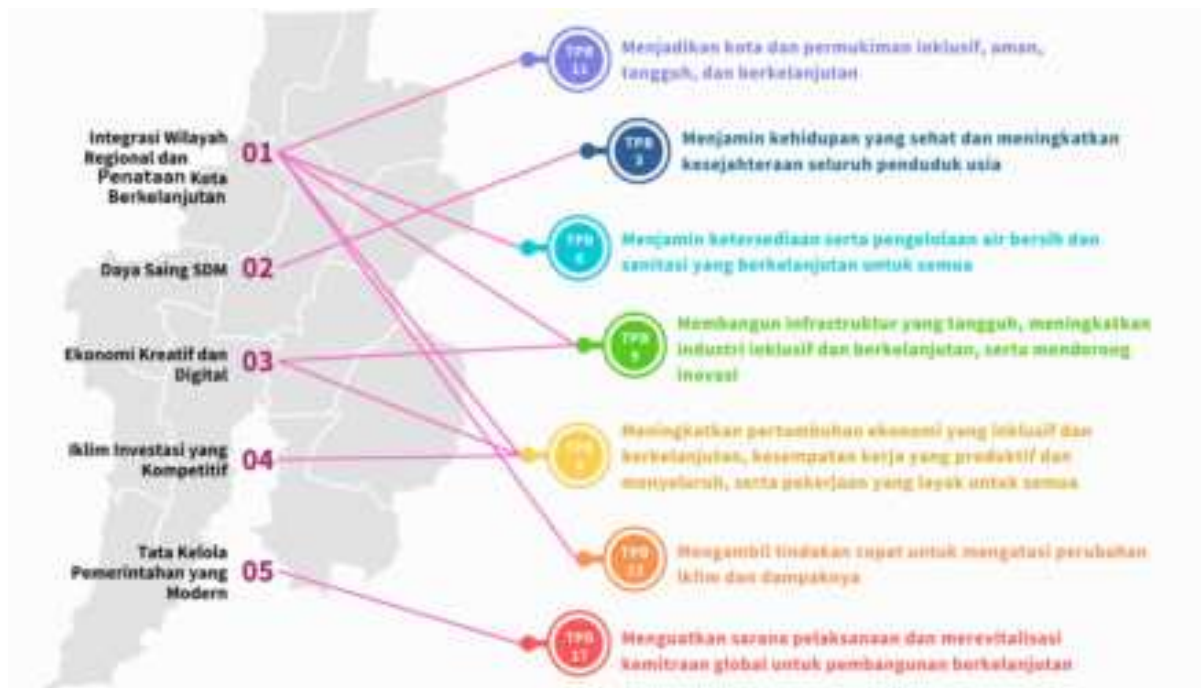 Integrasi Wilayah
Regional dan
Penataan Kota
Berkelanjutan
01
Daya Saing SDM
02
Ekonomi Kreatif dan
Digital
03
Iklim Investasi yang
Kompetitif
04
Tata Kelola
Pemerintahan yang
Modern
05
TPB
11
Menjadikan kota dan permukiman inklusif, aman,
tangguh, dan berkelanjutan
TPB
3
Menjamin kehidupan yang sehat dan meningkatkan
kesejahteraan seluruh penduduk usia
TPB
6
Menjamin ketersediaan serta pengelolaan air bersih dan
sanitasi yang berkelanjutan untuk semua
TPB
9
Membangun infrastruktur yang tangguh, meningkatkan
industri inklusif dan berkelanjutan, serta mendorong
inovasi
TPB
8
Meningkatkan pertumbuhan ekonomi yang inklusif dan
berkelanjutan, kesempatan kerja yang produktif dan
menyeluruh, serta pekerjaan yang layak untuk semua
TPB
13
Mengambil tindakan cepat untuk mengatasi perubahan
iklim dan dampaknya
TPB
17
Menguatkan sarana pelaksanaan dan merevitalisasi
kemitraan global untuk pembangunan berkelanjutan